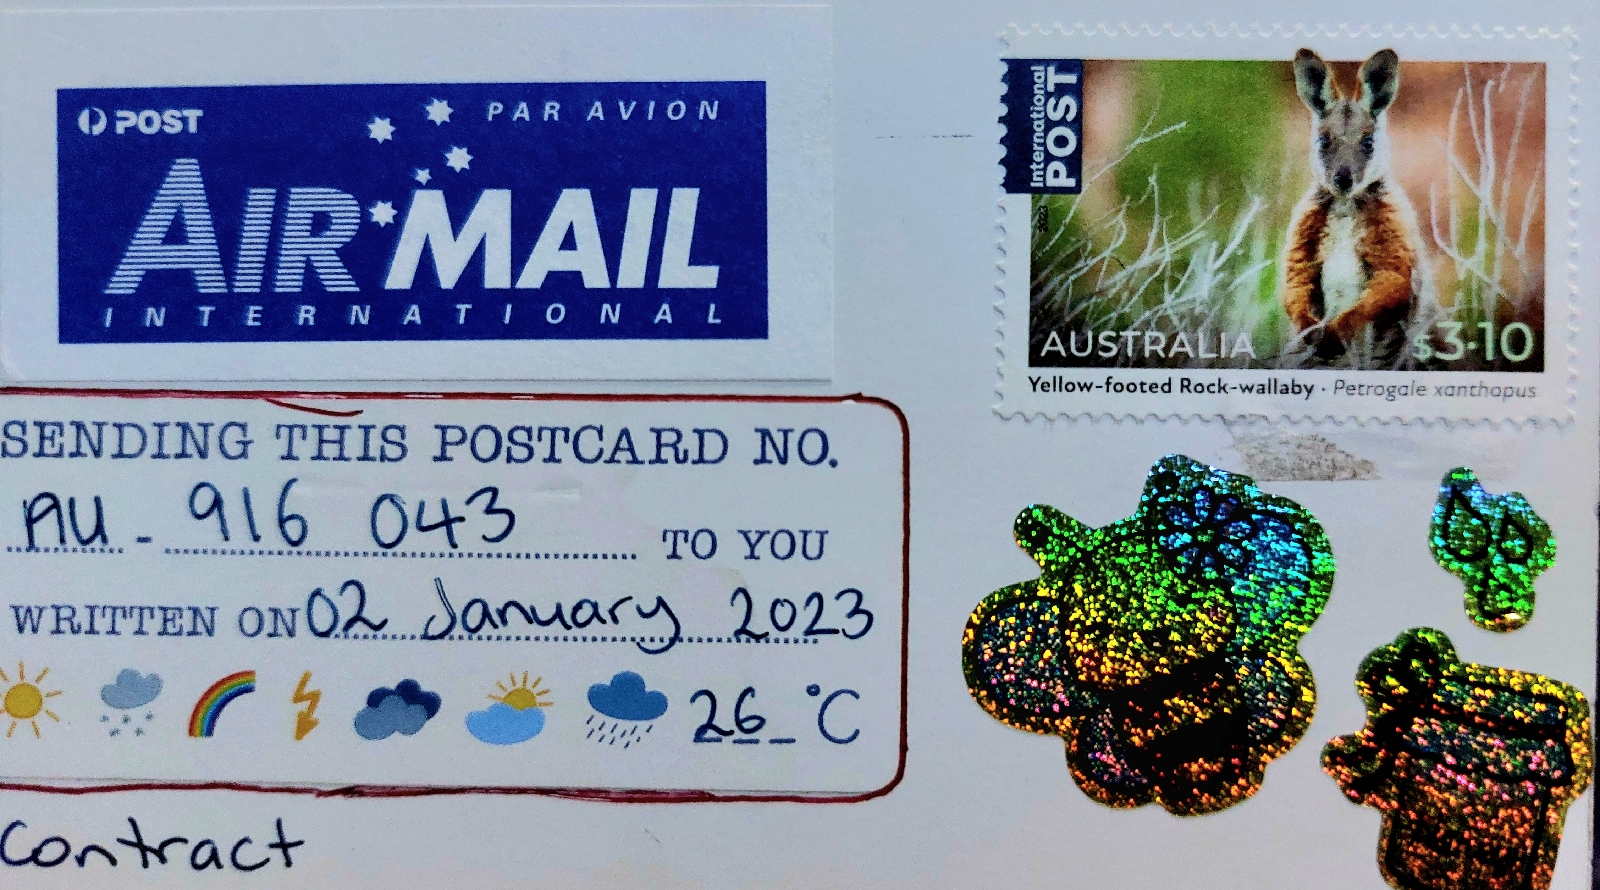 POST
PAR AVION
AIR MAIL
INTERNATIONAL
International
POST
2023
AUSTRALIA
$3·10
Yellow-footed Rock-wallaby · Petrogale xanthopus
SENDING THIS POSTCARD NO.
AU - 916 043 TO YOU
WRITTEN ON 02 January 2023
26 °C
Contract